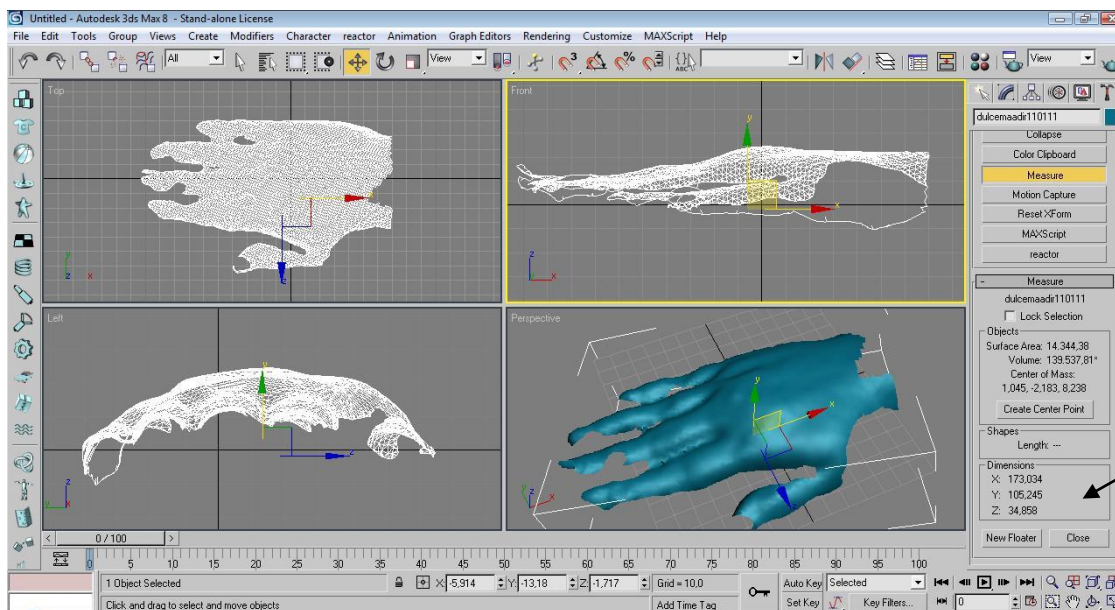 Untitled - Autodesk 3ds Max 8 - Stand-alone License
File Edit Tools Group Views Create Modifiers Character reactor Animation Graph Editors Rendering Customize MAXScript Help
All View View
Top
Front
Left
Perspective
dulcemaadir110111
Collapse
Color Clipboard
Measure
Motion Capture
Reset XForm
MAXScript
reactor
- Measure
dulcemaadir110111
Lock Selection
Objects
Surface Area: 14.344,38
Volume: 139.537,81*
Center of Mass:
1,045, -2,183, 8,238
Create Center Point
Shapes
Length: ---
Dimensions
X: 173,034
Y: 105,245
Z: 34,858
New Floater Close
y
x
z
x
y
x
z
x
z
y
z
y
x
y
x
z
z
y
x
< 0 / 100 >
0 5 10 15 20 25 30 35 40 45 50 55 60 65 70 75 80 85 90 95 100
1 Object Selected X: -5,914 Y: -13,18 Z: -1,717 Grid = 10,0 Auto Key Selected
Click and drag to select and move objects Add Time Tag Set Key Key Filters... 0